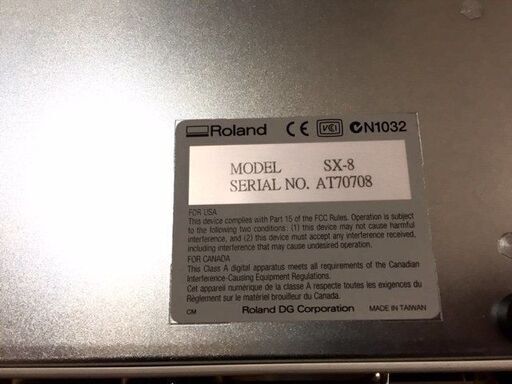 Roland CE VCI N1032
MODEL SX-8
SERIAL NO. AT70708
FOR USA
This device complies with Part 15 of the FCC Rules. Operation is subject
to the following two conditions: (1) this device may not cause harmful
interference, and (2) this device must accept any interference received,
including interference that may cause undesired operation.
FOR CANADA
This Class A digital apparatus meets all requirements of the Canadian
Interference-Causing Equipment Regulations.
Cet appareil numérique de la classe A respecte toutes les exigences du
Règlement sur le matériel brouilleur du Canada.
CM Roland DG Corporation MADE IN TAIWAN